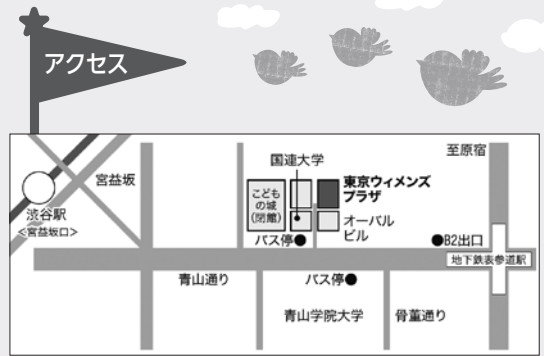 アクセス
国連大学
至原宿
宮益坂
こども
の城
(閉館)
東京ウィメンズ
プラザ
渋谷駅
<宮益坂口>
オーバル
ビル
バス停●
●B2出口
地下鉄表参道駅
青山通り
バス停●
青山学院大学
骨董通り